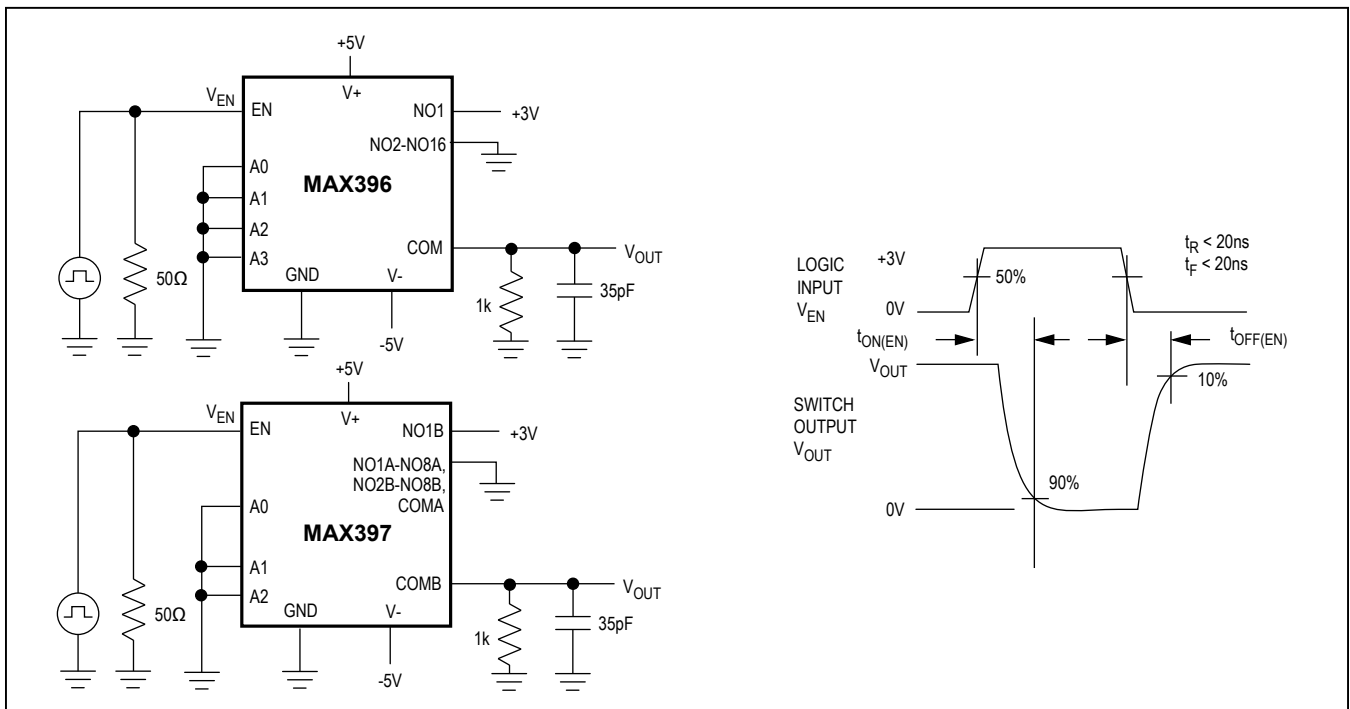 +5V
V+
V_EN
EN
NO1
+3V
NO2-NO16
A0
A1
MAX396
A2
A3
COM
V_OUT
50Ω
GND
V-
1k
35pF
-5V
+5V
V+
V_EN
EN
NO1B
+3V
NO1A-NO8A,
NO2B-NO8B,
COMA
A0
MAX397
A1
A2
COMB
V_OUT
50Ω
GND
V-
1k
35pF
-5V
LOGIC
INPUT
V_EN
+3V
0V
50%
t_R < 20ns
t_F < 20ns
t_ON(EN)
t_OFF(EN)
V_OUT
10%
SWITCH
OUTPUT
V_OUT
90%
0V